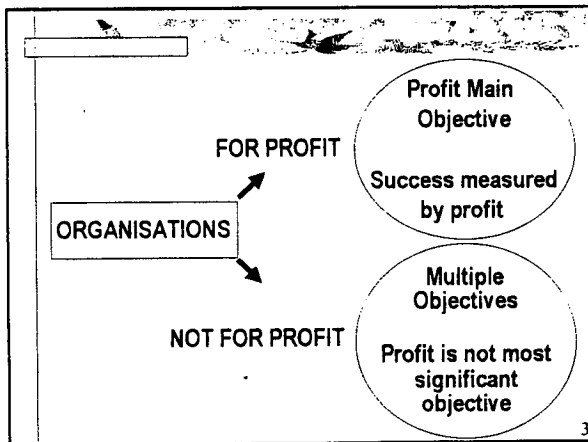 FOR PROFIT
Profit Main
Objective
Success measured
by profit
ORGANISATIONS
NOT FOR PROFIT
Multiple
Objectives
Profit is not most
significant
objective
3